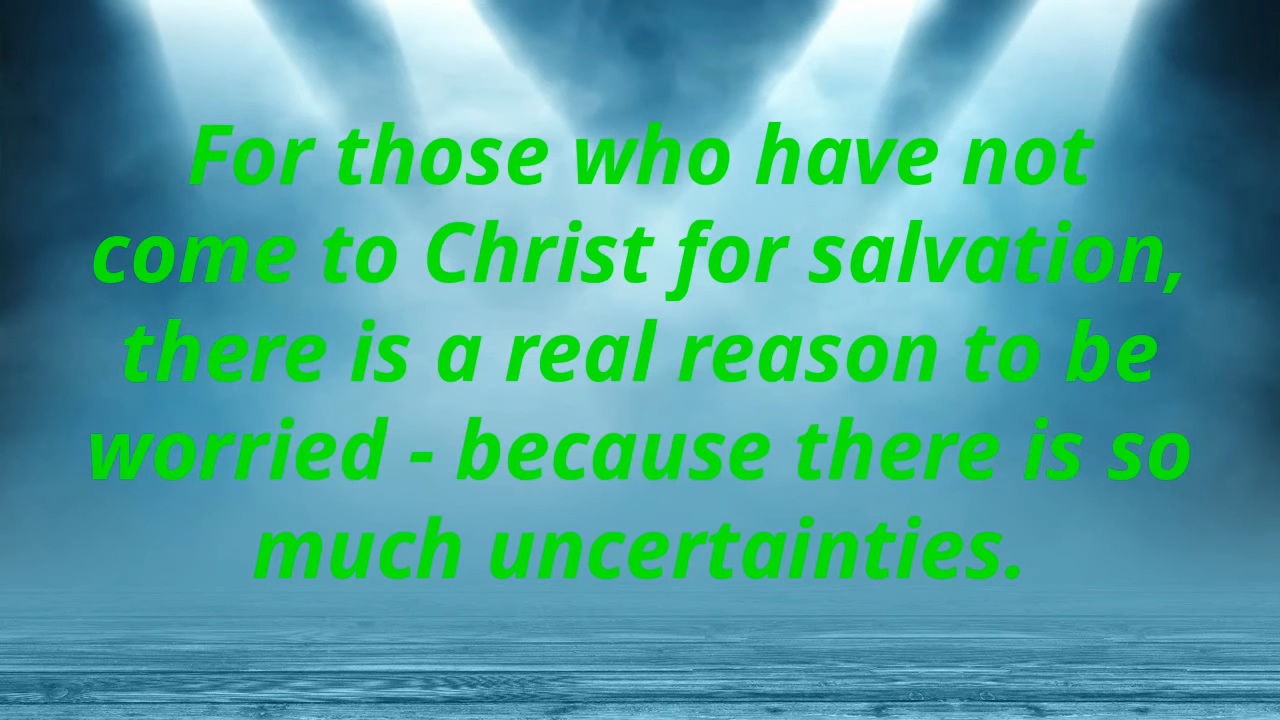 For those who have not
come to Christ for salvation,
there is a real reason to be
worried - because there is so
much uncertainties.